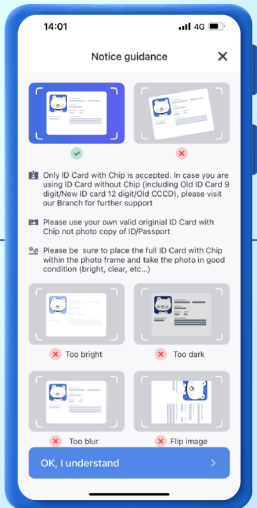 14:01
4G
Notice guidance
Only ID Card with Chip is accepted. In case you are
using ID Card without Chip (including Old ID Card 9
digit/New ID card 12 digit/Old CCCD), please visit
our Branch for further support
Please use your own valid originial ID Card with
Chip not photo copy of ID/Passport
Please be sure to place the full ID Card with Chip
within the photo frame and take the photo in good
condition (bright, clear, etc...)
Too bright
Too dark
Too blur
Flip image
OK, I understand